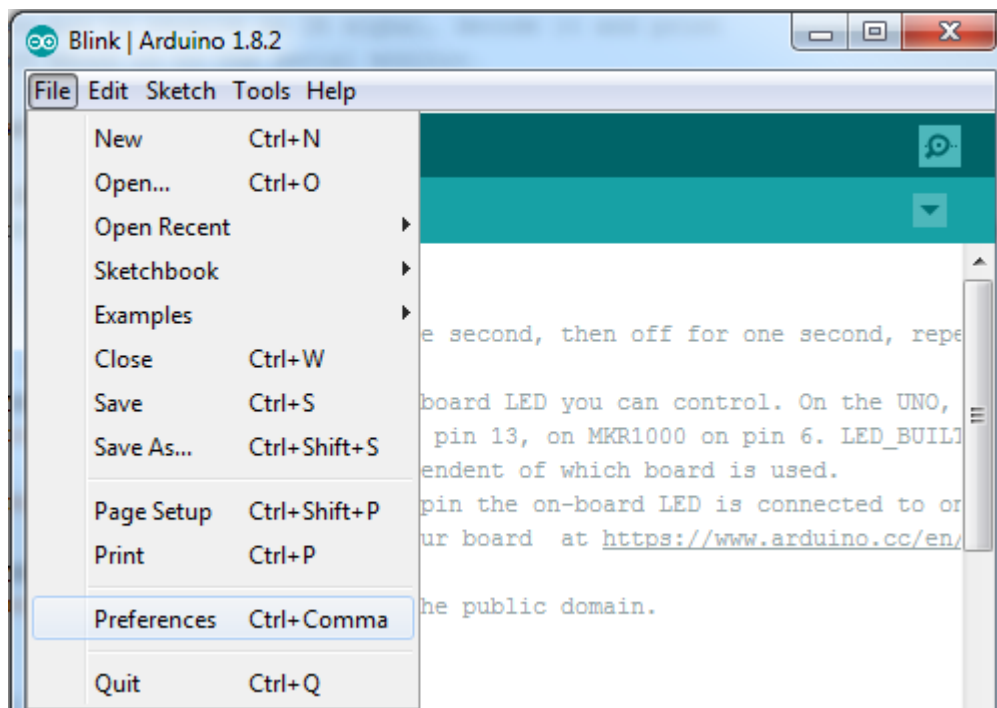 Blink | Arduino 1.8.2
File Edit Sketch Tools Help
New Ctrl+N
Open... Ctrl+O
Open Recent
Sketchbook
Examples
Close Ctrl+W
Save Ctrl+S
Save As... Ctrl+Shift+S
Page Setup Ctrl+Shift+P
Print Ctrl+P
Preferences Ctrl+Comma
Quit Ctrl+Q
e second, then off for one second, repe
board LED you can control. On the UNO,
pin 13, on MKR1000 on pin 6. LED_BUILT
endent of which board is used.
pin the on-board LED is connected to on
ur board at https://www.arduino.cc/en/
he public domain.